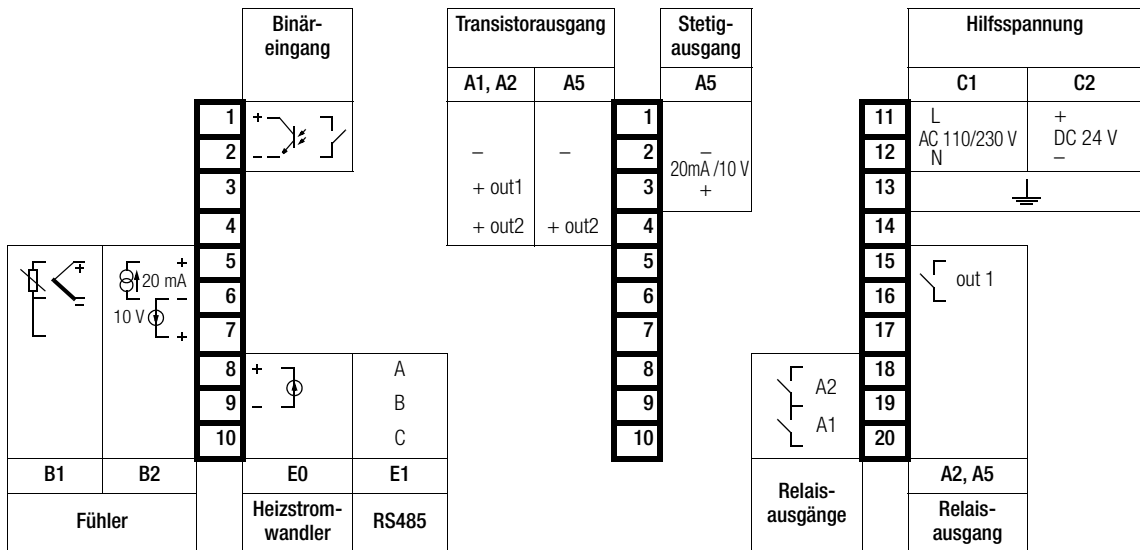 Binär-
eingang
Transistorausgang
Stetig-
ausgang
Hilfsspannung
A1, A2
A5
A5
C1
C2
1
+
1
11
L
+
2
–
–
–
2
–
12
AC 110/230 V
DC 24 V
N
–
20mA /10 V
3
+ out1
3
+
13
4
+ out2
+ out2
4
14
+
–
20 mA
+
–
10 V
+
5
5
15
6
6
16
out 1
7
7
17
8
+
A
8
18
A2
9
–
B
9
19
A1
10
C
10
20
B1
B2
E0
E1
A2, A5
Fühler
Heizstrom-
wandler
RS485
Relais-
ausgänge
Relais-
ausgang